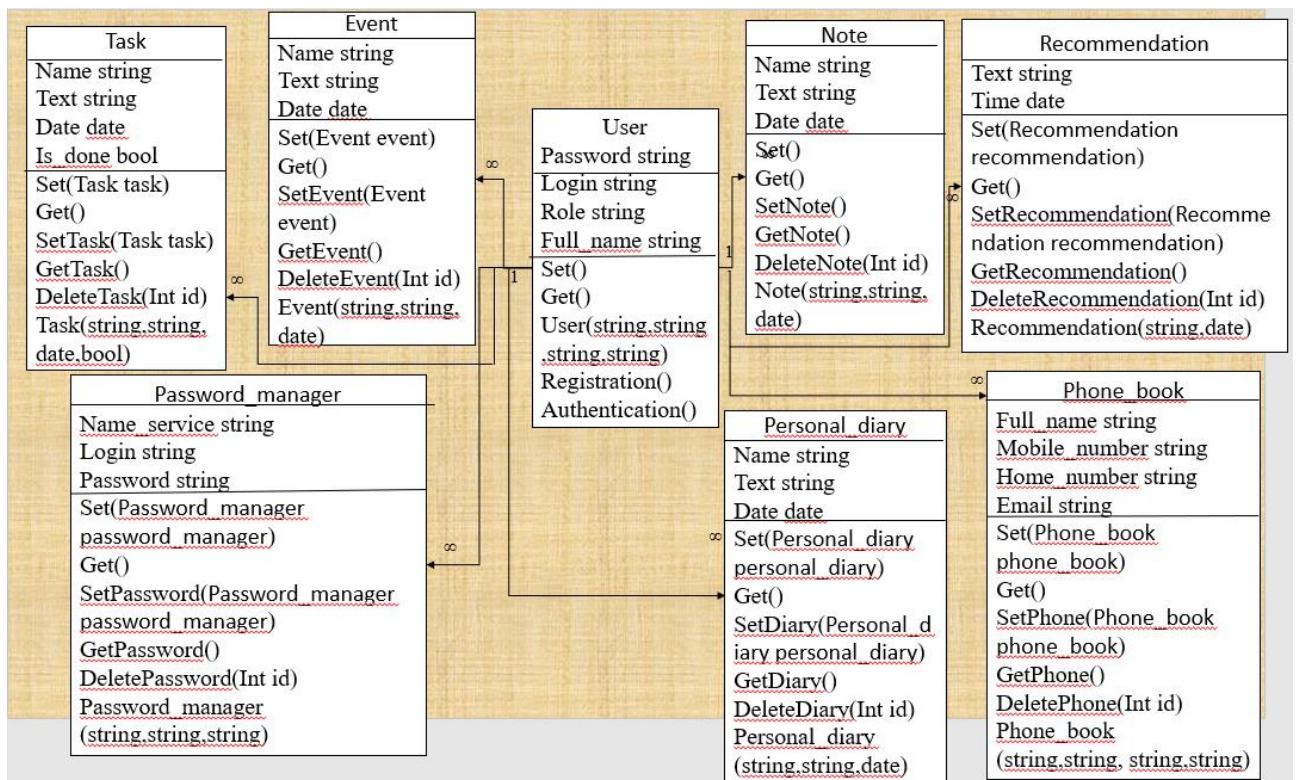 Task
Name string
Text string
Date date
Is_done bool
Set(Task task)
Get()
SetTask(Task task)
GetTask()
DeleteTask(Int id)
Task(string,string,
date,bool)
∞
Event
Name string
Text string
Date date
Set(Event event)
Get()
SetEvent(Event
event)
GetEvent()
DeleteEvent(Int id)
Event(string,string,
date)
∞
User
Password string
Login string
Role string
Full_name string
Set()
Get()
User(string,string
,string,string)
Registration()
Authentication()
1
1
Note
Name string
Text string
Date date
Set()
∞
Get()
SetNote()
GetNote()
DeleteNote(Int id)
Note(string,string,
date)
Recommendation
Text string
Time date
Set(Recommendation
recommendation)
Get()
SetRecommendation(Recomme
ndation recommendation)
GetRecommendation()
DeleteRecommendation(Int id)
Recommendation(string,date)
∞
Password_manager
Name_service string
Login string
Password string
Set(Password_manager
password_manager)
Get()
SetPassword(Password_manager
password_manager)
GetPassword()
DeletePassword(Int id)
Password_manager
(string,string,string)
∞
Personal_diary
Name string
Text string
Date date
Set(Personal_diary
personal_diary)
Get()
SetDiary(Personal_d
iary personal_diary)
GetDiary()
DeleteDiary(Int id)
Personal_diary
(string,string,date)
∞
Phone_book
Full_name string
Mobile_number string
Home_number string
Email string
Set(Phone_book
phone_book)
Get()
SetPhone(Phone_book
phone_book)
GetPhone()
DeletePhone(Int id)
Phone_book
(string,string, string,string)
∞